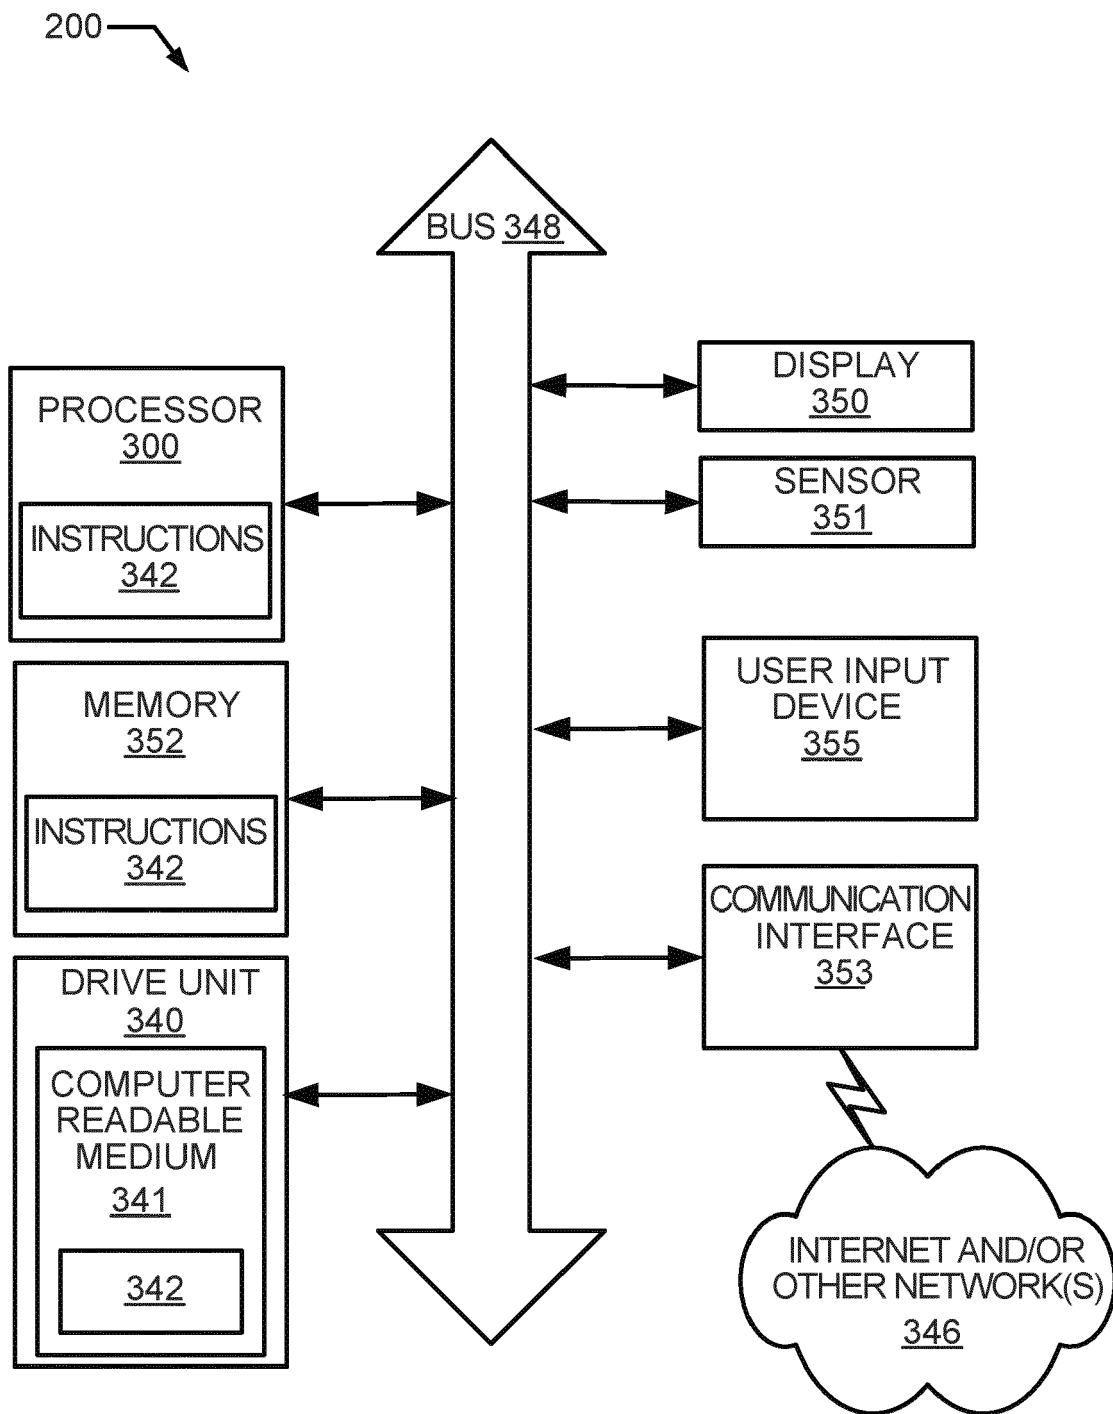 200
BUS 348
PROCESSOR
300
INSTRUCTIONS
342
MEMORY
352
INSTRUCTIONS
342
DRIVE UNIT
340
COMPUTER
READABLE
MEDIUM
341
342
DISPLAY
350
SENSOR
351
USER INPUT
DEVICE
355
COMMUNICATION
INTERFACE
353
INTERNET AND/OR
OTHER NETWORK(S)
346